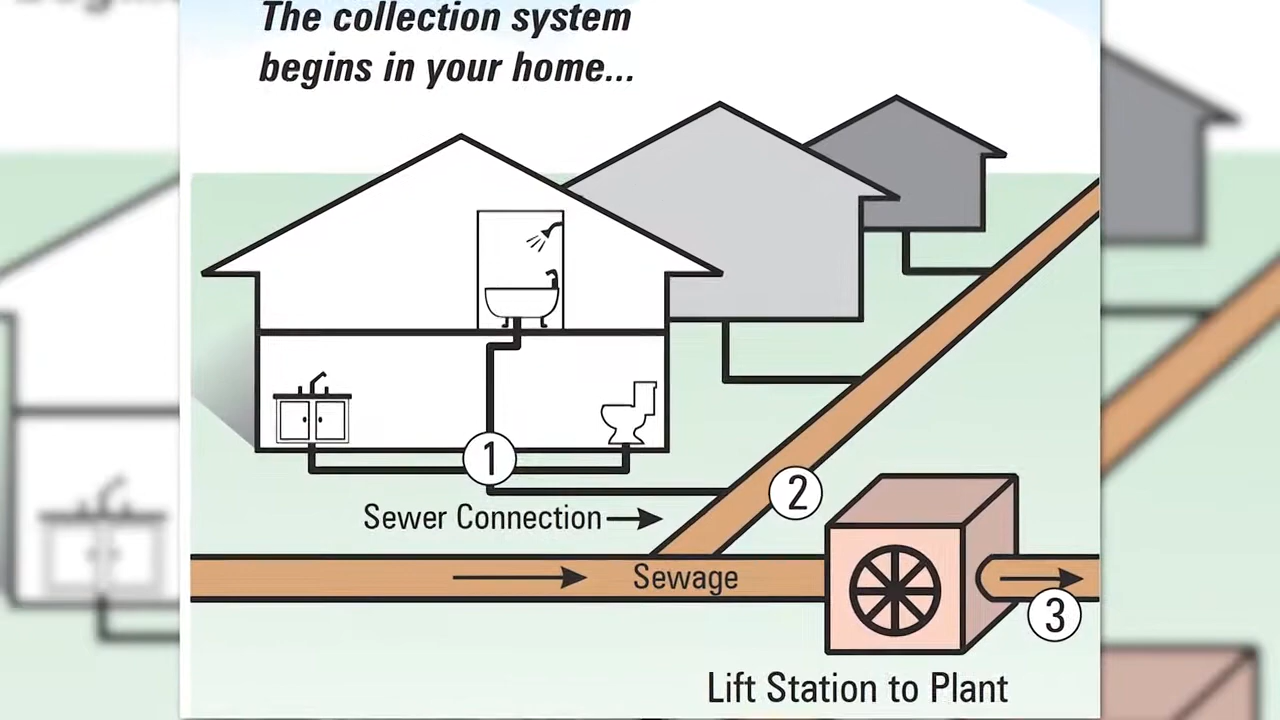 The collection system
begins in your home...
1
2
Sewer Connection
Sewage
3
Lift Station to Plant